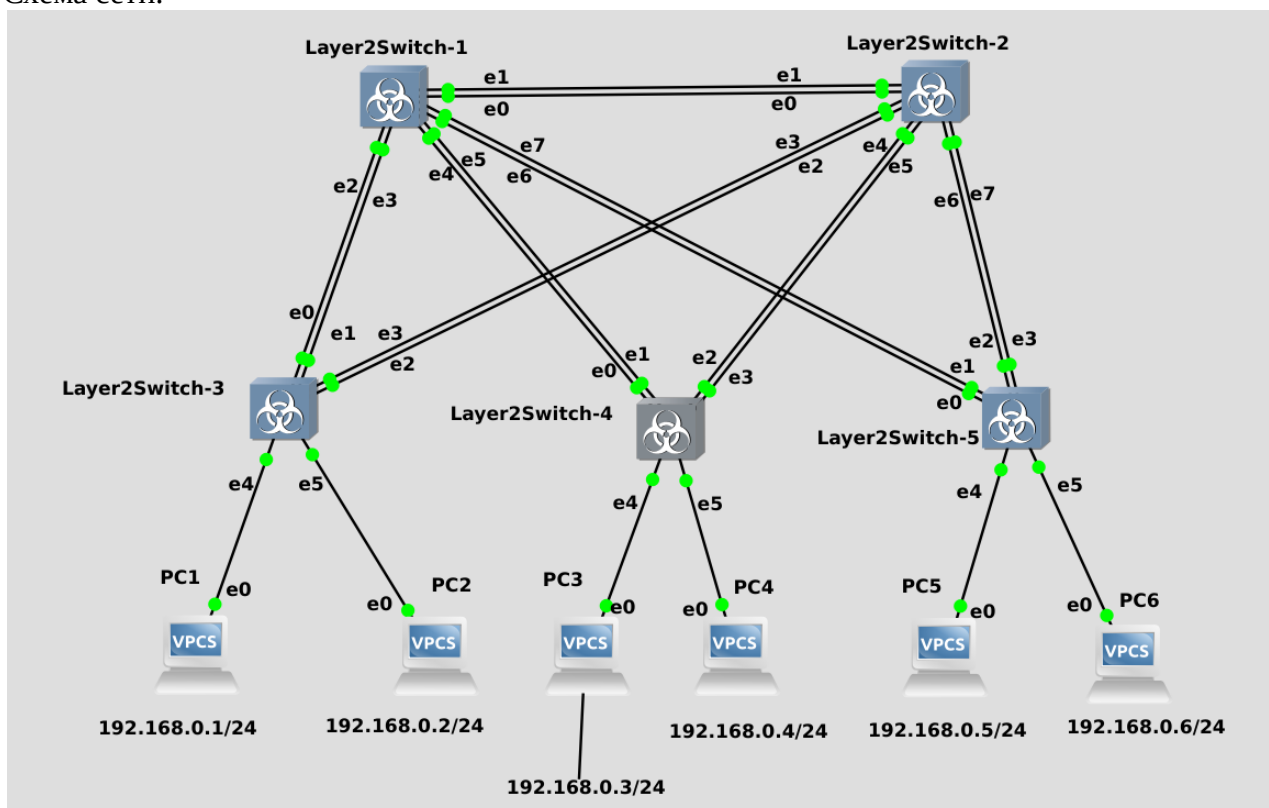 Схема сети:
Layer2Switch-1
Layer2Switch-2
e1
e1
e0
e0
e7
e5
e6
e4
e3
e2
e4
e5
e2
e3
e6
e7
e0
e1
e3
e2
e1
e0
e2
e3
e2
e3
e1
e0
Layer2Switch-3
Layer2Switch-4
Layer2Switch-5
e4
e5
e4
e5
e4
e5
PC1
e0
PC2
e0
PC3
e0
PC4
e0
PC5
e0
PC6
e0
VPCS
VPCS
VPCS
VPCS
VPCS
VPCS
192.168.0.1/24
192.168.0.2/24
192.168.0.4/24
192.168.0.5/24
192.168.0.6/24
192.168.0.3/24